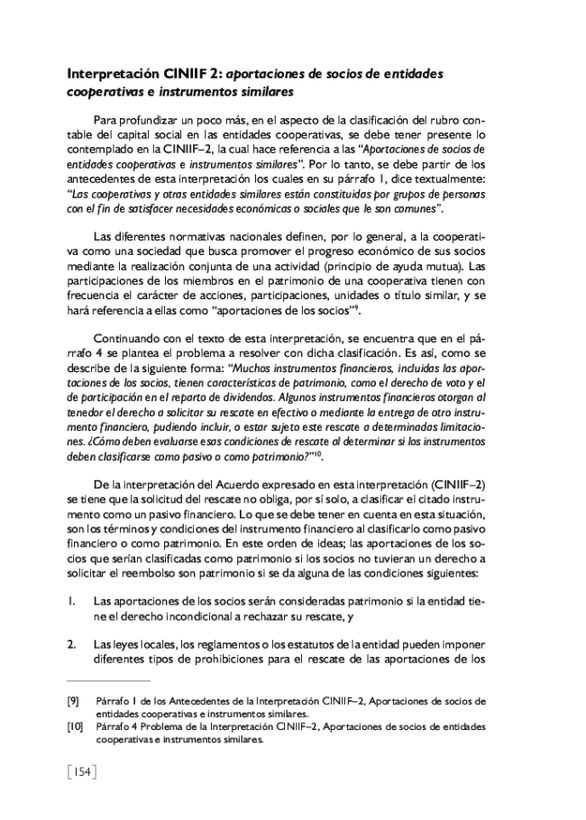 Interpretación CINIIF 2: aportaciones de socios de entidades
cooperativas e instrumentos similares
Para profundizar un poco más, en el aspecto de la clasificación del rubro con-
table del capital social en las entidades cooperativas, se debe tener presente lo
contemplado en la CINIIF–2, la cual hace referencia a las “Aportaciones de socios de
entidades cooperativas e instrumentos similares”. Por lo tanto, se debe partir de los
antecedentes de esta interpretación los cuales en su párrafo 1, dice textualmente:
“Las cooperativas y otras entidades similares están constituidas por grupos de personas
con el fin de satisfacer necesidades económicas o sociales que le son comunes”.
Las diferentes normativas nacionales definen, por lo general, a la cooperati-
va como una sociedad que busca promover el progreso económico de sus socios
mediante la realización conjunta de una actividad (principio de ayuda mutua). Las
participaciones de los miembros en el patrimonio de una cooperativa tienen con
frecuencia el carácter de acciones, participaciones, unidades o título similar, y se
hará referencia a ellas como “aportaciones de los socios”9.
Continuando con el texto de esta interpretación, se encuentra que en el pá-
rrafo 4 se plantea el problema a resolver con dicha clasificación. Es así, como se
describe de la siguiente forma: “Muchos instrumentos financieros, incluidas las apor-
taciones de los socios, tienen características de patrimonio, como el derecho de voto y el
de participación en el reparto de dividendos. Algunos instrumentos financieros otorgan al
tenedor el derecho a solicitar su rescate en efectivo o mediante la entrega de otro instru-
mento financiero, pudiendo incluir, o estar sujeto este rescate a determinadas limitacio-
nes. ¿Cómo deben evaluarse esas condiciones de rescate al determinar si los instrumentos
deben clasificarse como pasivo o como patrimonio?”10.
De la interpretación del Acuerdo expresado en esta interpretación (CINIIF–2)
se tiene que la solicitud del rescate no obliga, por sí solo, a clasificar el citado instru-
mento como un pasivo financiero. Lo que se debe tener en cuenta en esta situación,
son los términos y condiciones del instrumento financiero al clasificarlo como pasivo
financiero o como patrimonio. En este orden de ideas; las aportaciones de los so-
cios que serían clasificadas como patrimonio si los socios no tuvieran un derecho a
solicitar el reembolso son patrimonio si se da alguna de las condiciones siguientes:
1. Las aportaciones de los socios serán consideradas patrimonio si la entidad tie-
ne el derecho incondicional a rechazar su rescate, y
2. Las leyes locales, los reglamentos o los estatutos de la entidad pueden imponer
diferentes tipos de prohibiciones para el rescate de las aportaciones de los
[9] Párrafo 1 de los Antecedentes de la Interpretación CINIIF–2, Aportaciones de socios de
entidades cooperativas e instrumentos similares.
[10] Párrafo 4 Problema de la Interpretación CINIIF–2, Aportaciones de socios de entidades
cooperativas e instrumentos similares.
[154]